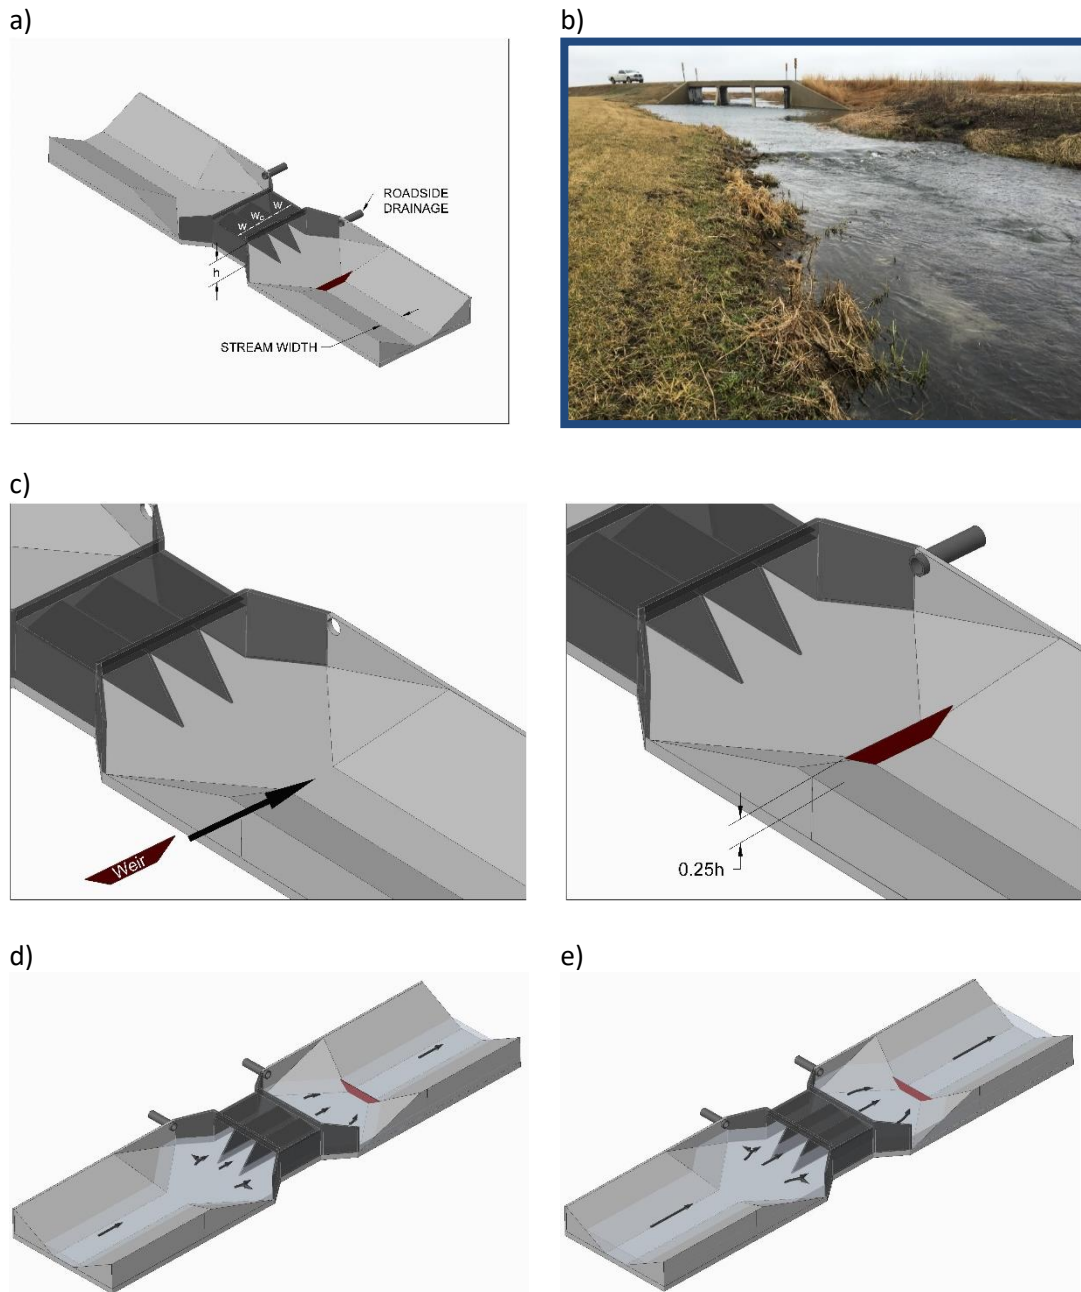 a)
b)
ROADSIDE
DRAINAGE
W
Wc
W
h
STREAM WIDTH
c)
Weir
0.25h
d)
e)